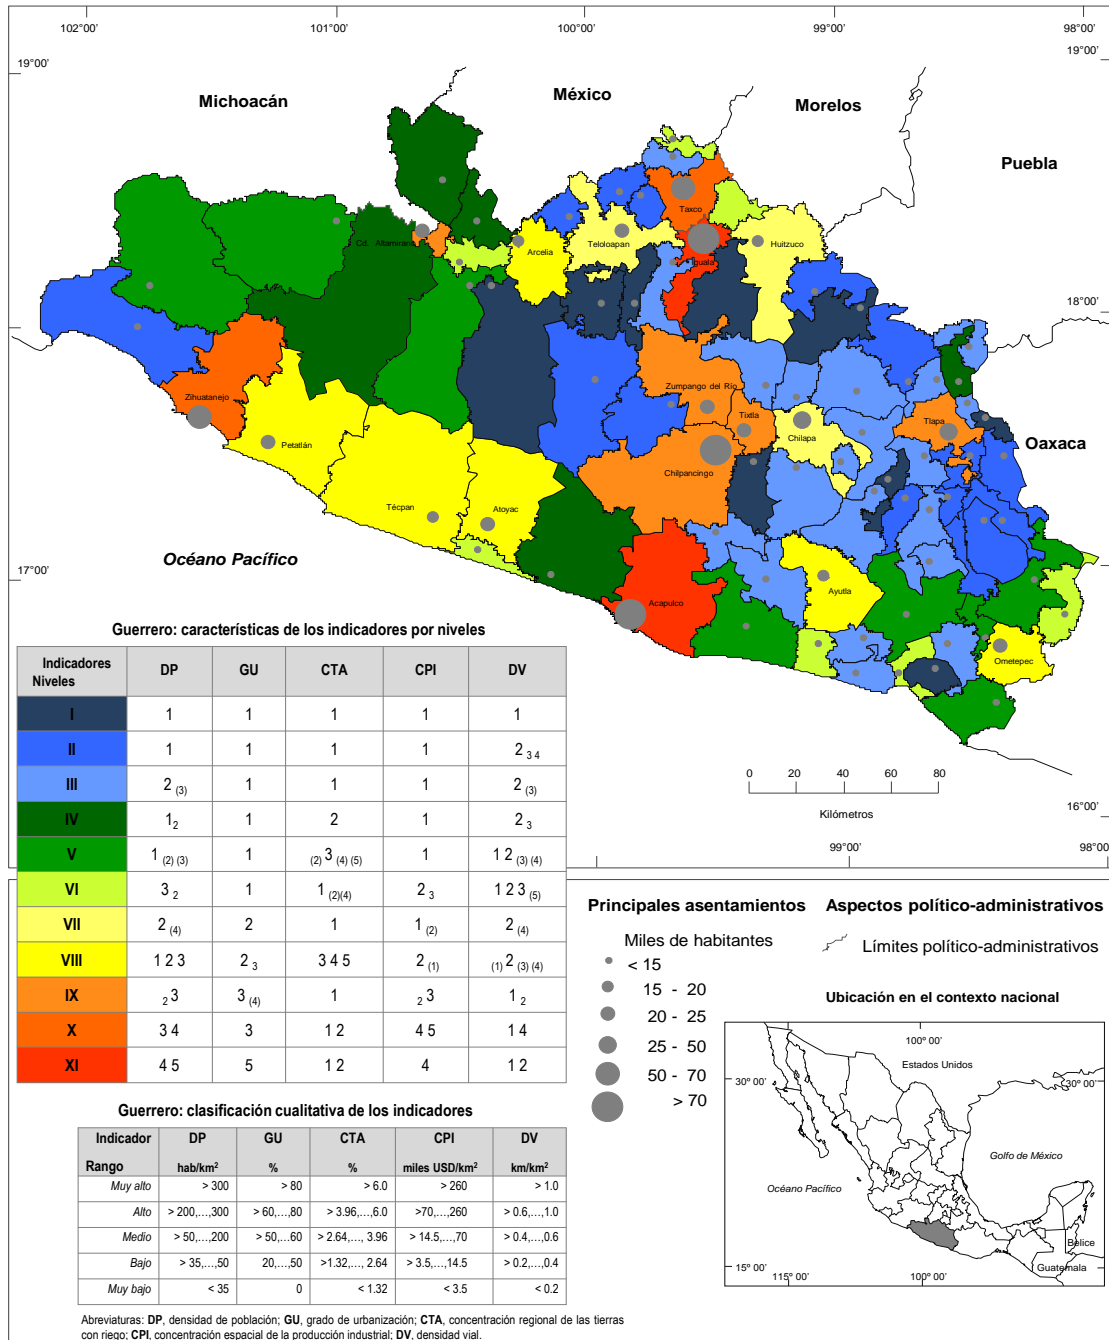 102°00'
101°00'
100°00'
99°00'
98°00'
19°00'
19°00'
Michoacán
México
Morelos
Puebla
Taxco
Cd. Altamirano
Arcelia
Teloloapan
Iguala
Huitzuco
18°00'
18°00'
Zihuatanejo
Zumpango del Río
Tixtla
Tlapa
Chilapa
Oaxaca
Petatlán
Chilpancingo
Técpan
Atoyac
Océano Pacífico
17°00'
17°00'
Acapulco
Ayutla
Ometepec
0 20 40 60 80
Kilómetros
16°00'
99°00'
98°00'
Guerrero: características de los indicadores por niveles
Indicadores Niveles DP GU CTA CPI DV
I 1 1 1 1 1
II 1 1 1 1 2 3 4
III 2 (3) 1 1 1 2 (3)
IV 1 2 1 2 1 2 3
V 1 (2) (3) 1 (2) 3 (4) (5) 1 1 2 (3) (4)
VI 3 2 1 1 (2)(4) 2 3 1 2 3 (5)
VII 2 (4) 2 1 1 (2) 2 (4)
VIII 1 2 3 2 3 3 4 5 2 (1) (1) 2 (3) (4)
IX 2 3 3 (4) 1 2 3 1 2
X 3 4 3 1 2 4 5 1 4
XI 4 5 5 1 2 4 1 2
Guerrero: clasificación cualitativa de los indicadores
Indicador DP GU CTA CPI DV
Rango hab/km² % % miles USD/km² km/km²
Muy alto > 300 > 80 > 6.0 > 260 > 1.0
Alto > 200,...,300 > 60,...,80 > 3.96,...,6.0 >70,...,260 > 0.6,...,1.0
Medio > 50,...,200 > 50,...60 > 2.64,..., 3.96 > 14.5,...,70 > 0.4,...,0.6
Bajo > 35,...,50 20,...,50 >1.32,..., 2.64 > 3.5,...,14.5 > 0.2,...,0.4
Muy bajo < 35 0 < 1.32 < 3.5 < 0.2
Abreviaturas: DP, densidad de población; GU, grado de urbanización; CTA, concentración regional de las tierras
con riego; CPI, concentración espacial de la producción industrial; DV, densidad vial.
Principales asentamientos
Miles de habitantes
< 15
15 - 20
20 - 25
25 - 50
50 - 70
> 70
Aspectos político-administrativos
Límites político-administrativos
Ubicación en el contexto nacional
100° 00'
Estados Unidos
30° 00'
30° 00'
Golfo de México
Océano Pacífico
Belice
Guatemala
15° 00'
115° 00'
100° 00'